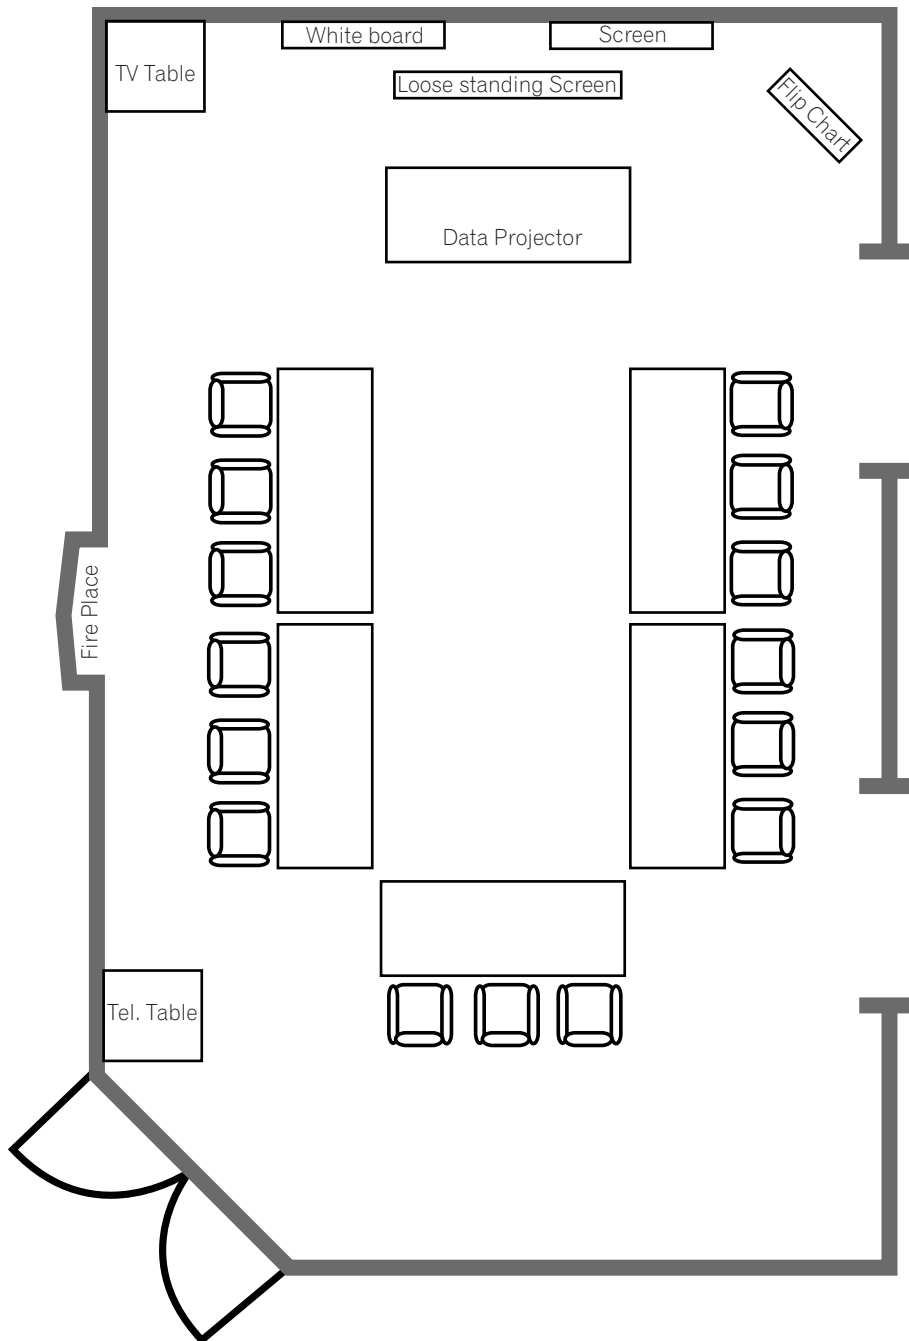 White board
Screen
TV Table
Loose standing Screen
Flip Chart
Data Projector
Fire Place
Tel. Table